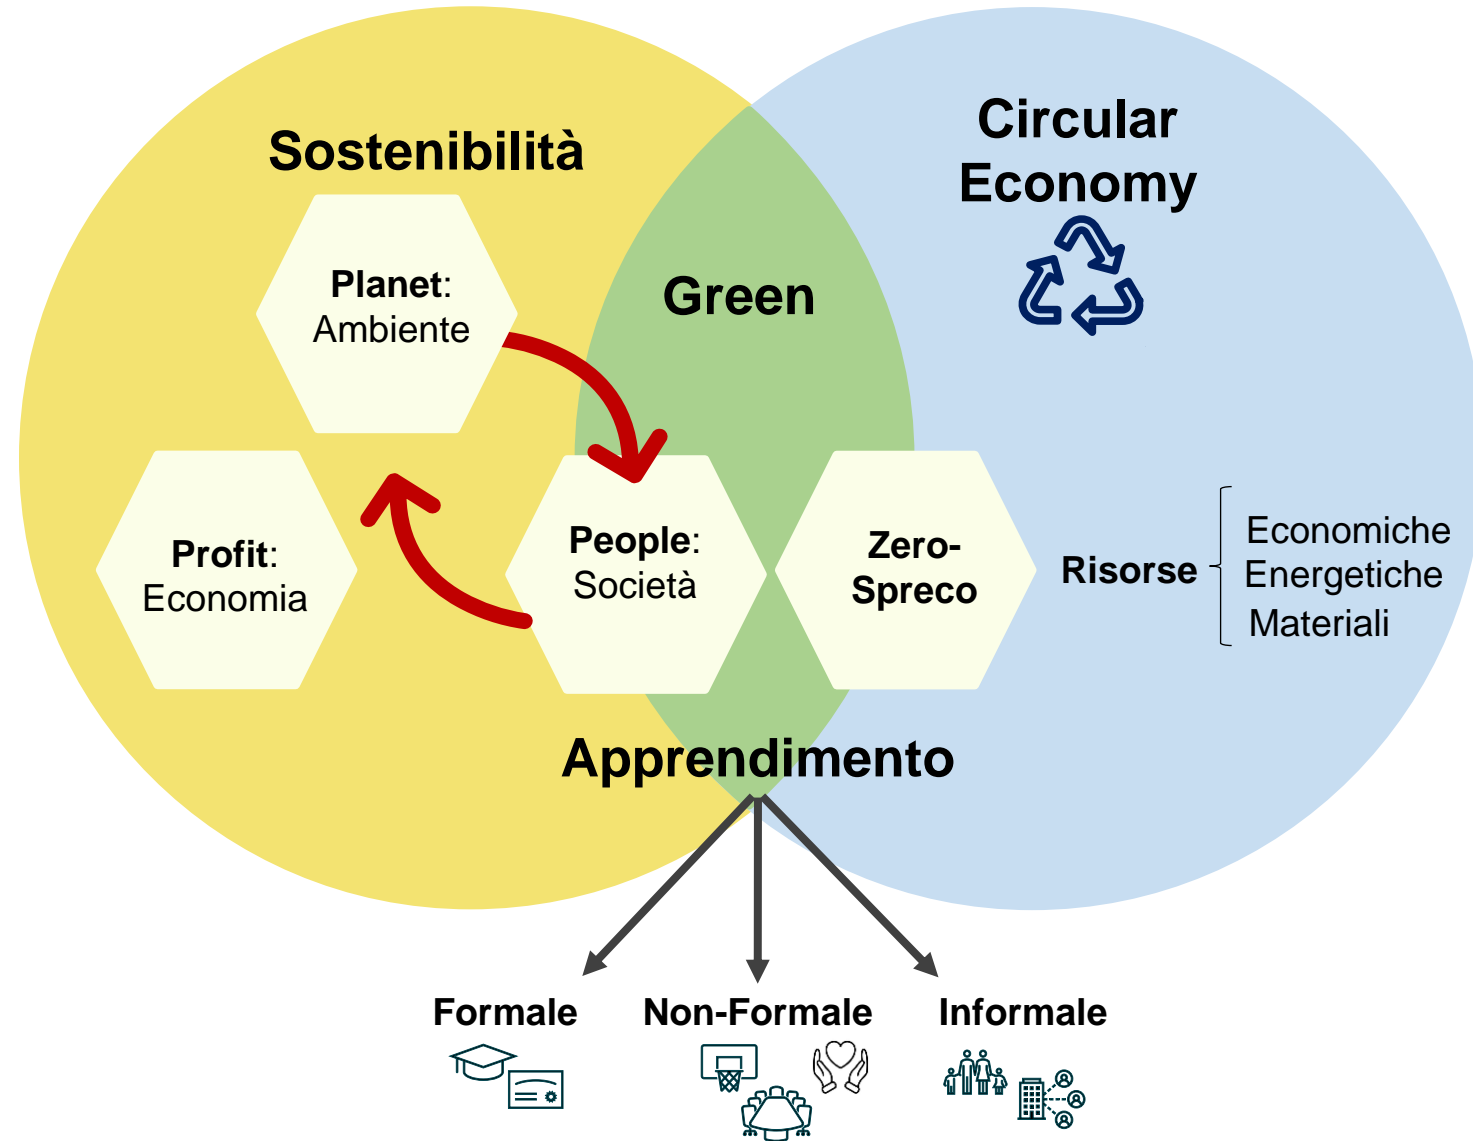 Sostenibilità
Circular
Economy
Green
Planet:
Ambiente
Profit:
Economia
People:
Società
Zero-
Spreco
Risorse
Economiche
Energetiche
Materiali
Apprendimento
Formale
Non-Formale
Informale